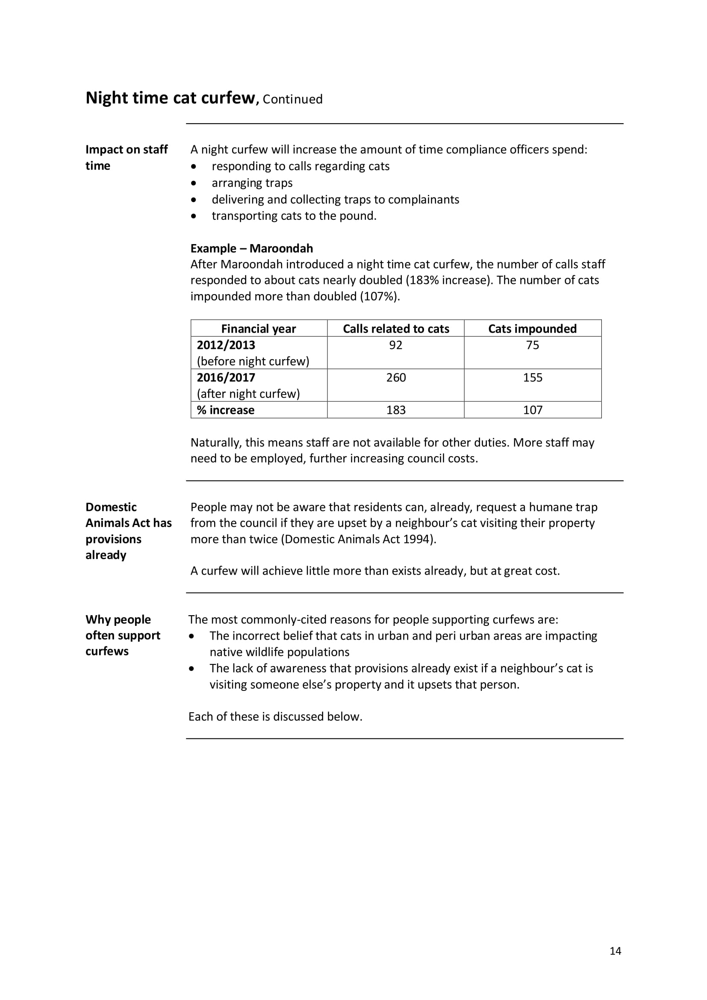 Night time cat curfew, Continued
Impact on staff
time
A night curfew will increase the amount of time compliance officers spend:
• responding to calls regarding cats
• arranging traps
• delivering and collecting traps to complainants
• transporting cats to the pound.
Example – Maroondah
After Maroondah introduced a night time cat curfew, the number of calls staff
responded to about cats nearly doubled (183% increase). The number of cats
impounded more than doubled (107%).
Financial year Calls related to cats Cats impounded
2012/2013 92 75
(before night curfew)
2016/2017 260 155
(after night curfew)
% increase 183 107
Naturally, this means staff are not available for other duties. More staff may
need to be employed, further increasing council costs.
Domestic
Animals Act has
provisions
already
People may not be aware that residents can, already, request a humane trap
from the council if they are upset by a neighbour’s cat visiting their property
more than twice (Domestic Animals Act 1994).
A curfew will achieve little more than exists already, but at great cost.
Why people
often support
curfews
The most commonly-cited reasons for people supporting curfews are:
• The incorrect belief that cats in urban and peri urban areas are impacting
native wildlife populations
• The lack of awareness that provisions already exist if a neighbour’s cat is
visiting someone else’s property and it upsets that person.
Each of these is discussed below.
14